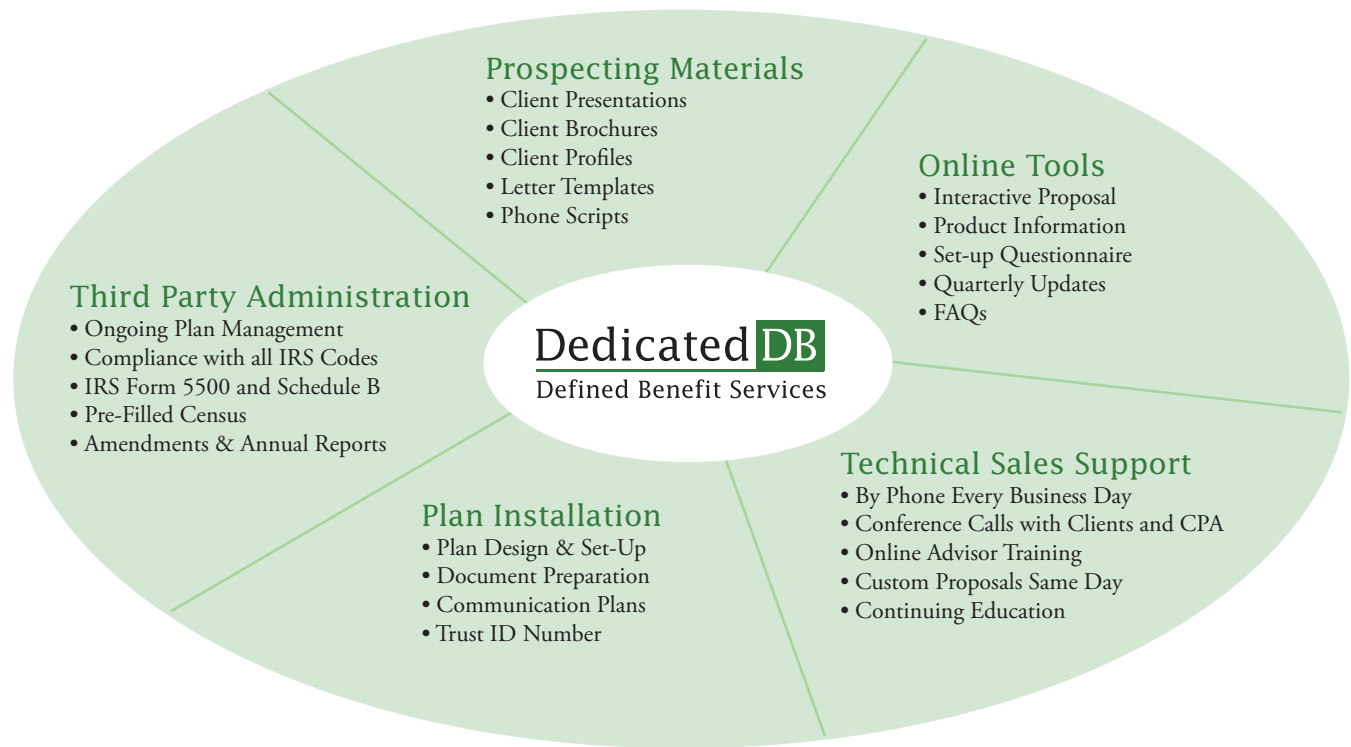 Prospecting Materials
• Client Presentations
• Client Brochures
• Client Profiles
• Letter Templates
• Phone Scripts
Online Tools
• Interactive Proposal
• Product Information
• Set-up Questionnaire
• Quarterly Updates
• FAQs
Third Party Administration
• Ongoing Plan Management
• Compliance with all IRS Codes
• IRS Form 5500 and Schedule B
• Pre-Filled Census
• Amendments & Annual Reports
Dedicated DB
Defined Benefit Services
Technical Sales Support
• By Phone Every Business Day
• Conference Calls with Clients and CPA
• Online Advisor Training
• Custom Proposals Same Day
• Continuing Education
Plan Installation
• Plan Design & Set-Up
• Document Preparation
• Communication Plans
• Trust ID Number